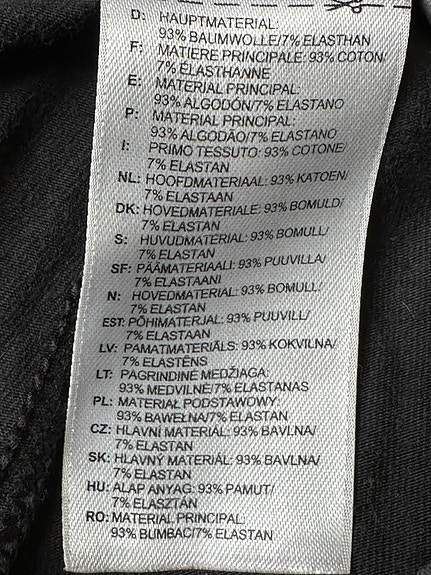 D: HAUPTMATERIAL:
93% BAUMWOLLE/7% ELASTHAN
F: MATIERE PRINCIPALE: 93% COTON/
7% ÉLASTHANNE
E: MATERIAL PRINCIPAL:
93% ALGODÓN/7% ELASTANO
P: MATERIAL PRINCIPAL:
93% ALGODÃO/7% ELASTANO
I: PRIMO TESSUTO: 93% COTONE/
7% ELASTAN
NL: HOOFDMATERIAAL: 93% KATOEN/
7% ELASTAAN
DK: HOVEDMATERIALE: 93% BOMULD/
7% ELASTAN
S: HUVUDMATERIAL: 93% BOMULL/
7% ELASTAN
SF: PÄÄMATERIAALI: 93% PUUVILLA/
7% ELASTAANI
N: HOVEDMATERIAL: 93% BOMULL/
7% ELASTAN
EST: PÕHIMATERJAL: 93% PUUVILL/
7% ELASTAAN
LV: PAMATMATERIĀLS: 93% KOKVILNA/
7% ELASTĒNS
LT: PAGRINDINĖ MEDŽIAGA:
93% MEDVILNĖ/7% ELASTANAS
PL: MATERIAŁ PODSTAWOWY:
93% BAWEŁNA/7% ELASTAN
CZ: HLAVNÍ MATERIÁL: 93% BAVLNA/
7% ELASTAN
SK: HLAVNÝ MATERIÁL: 93% BAVLNA/
7% ELASTAN
HU: ALAP ANYAG: 93% PAMUT/
7% ELASZTÁN
RO: MATERIAL PRINCIPAL:
93% BUMBAC/7% ELASTAN